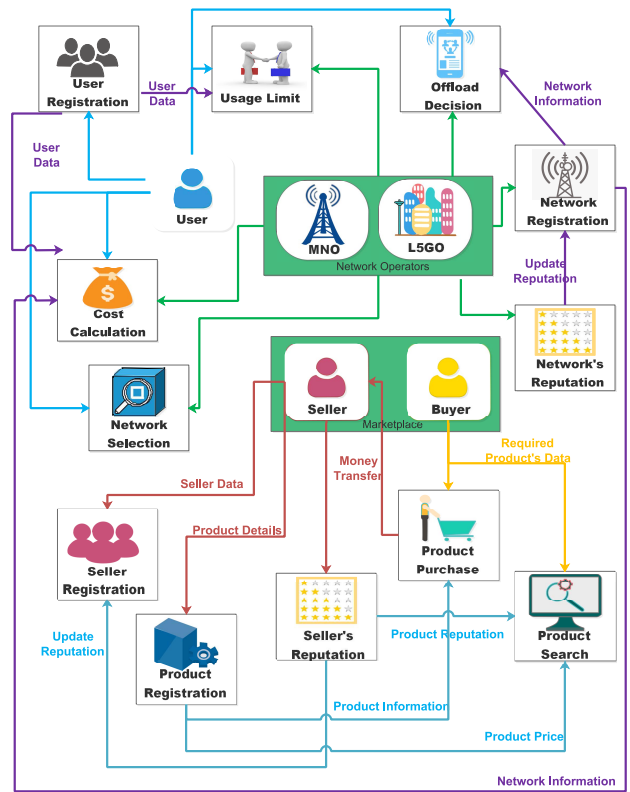 User
Registration
User
Data
Usage Limit
Offload
Decision
Network
Information
User
Data
User
MNO
L5GO
Network Operators
Network
Registration
Update
Reputation
$
Cost
Calculation
Network's
Reputation
Network
Selection
Seller
Buyer
Marketplace
Required
Product's Data
Money
Transfer
Seller Data
Product Details
Seller
Registration
Product
Purchase
Update
Reputation
Product
Registration
Seller's
Reputation
Product Reputation
Product
Search
Product Information
Product Price
Network Information